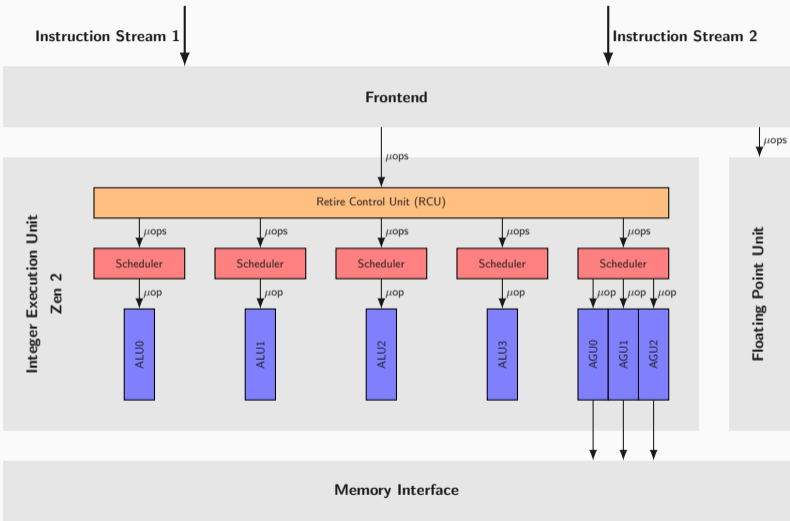 Instruction Stream 1
Instruction Stream 2
Frontend
μops
μops
Retire Control Unit (RCU)
μops
μops
μops
μops
μops
Scheduler
Scheduler
Scheduler
Scheduler
Scheduler
μop
μop
μop
μop
μop
μop
μop
ALU0
ALU1
ALU2
ALU3
AGU0
AGU1
AGU2
Integer Execution Unit
Zen 2
Floating Point Unit
Memory Interface